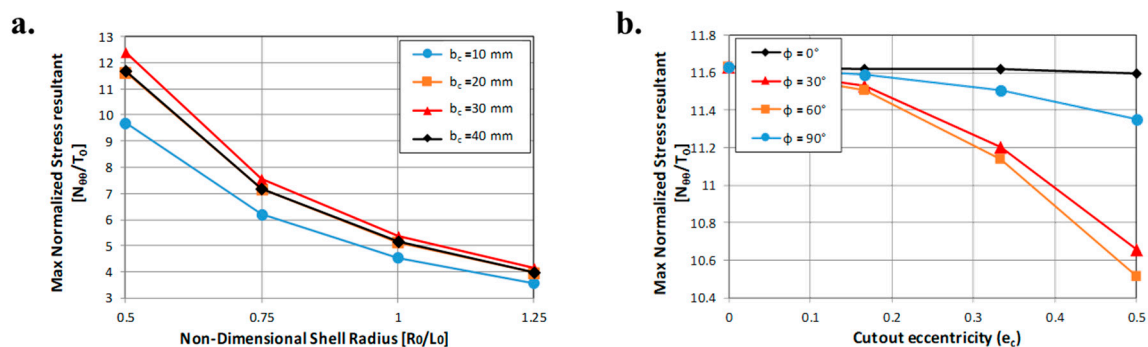 a.
Max Normalized Stress resultant
[Nθθ/T0]
13
12
11
10
9
8
7
6
5
4
3
0.5
0.75
1
1.25
Non-Dimensional Shell Radius [R0/L0]
bc =10 mm
bc =20 mm
bc =30 mm
bc =40 mm
b.
Max Normalized Stress resultant
[Nθθ/T0]
11.8
11.6
11.4
11.2
11
10.8
10.6
10.4
0
0.1
0.2
0.3
0.4
0.5
Cutout eccentricity (ec)
ϕ = 0°
ϕ = 30°
ϕ = 60°
ϕ = 90°